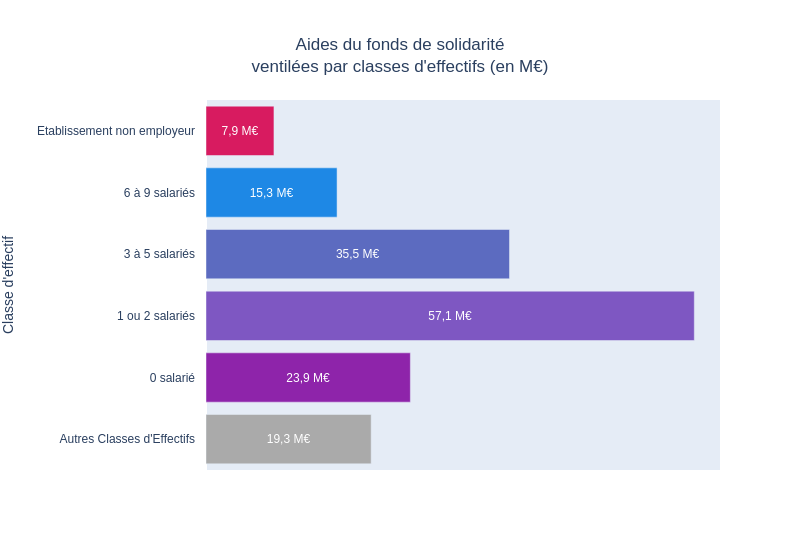 Aides du fonds de solidarité
ventilées par classes d'effectifs (en M€)
Classe d'effectif
Etablissement non employeur
7,9 M€
6 à 9 salariés
15,3 M€
3 à 5 salariés
35,5 M€
1 ou 2 salariés
57,1 M€
0 salarié
23,9 M€
Autres Classes d'Effectifs
19,3 M€